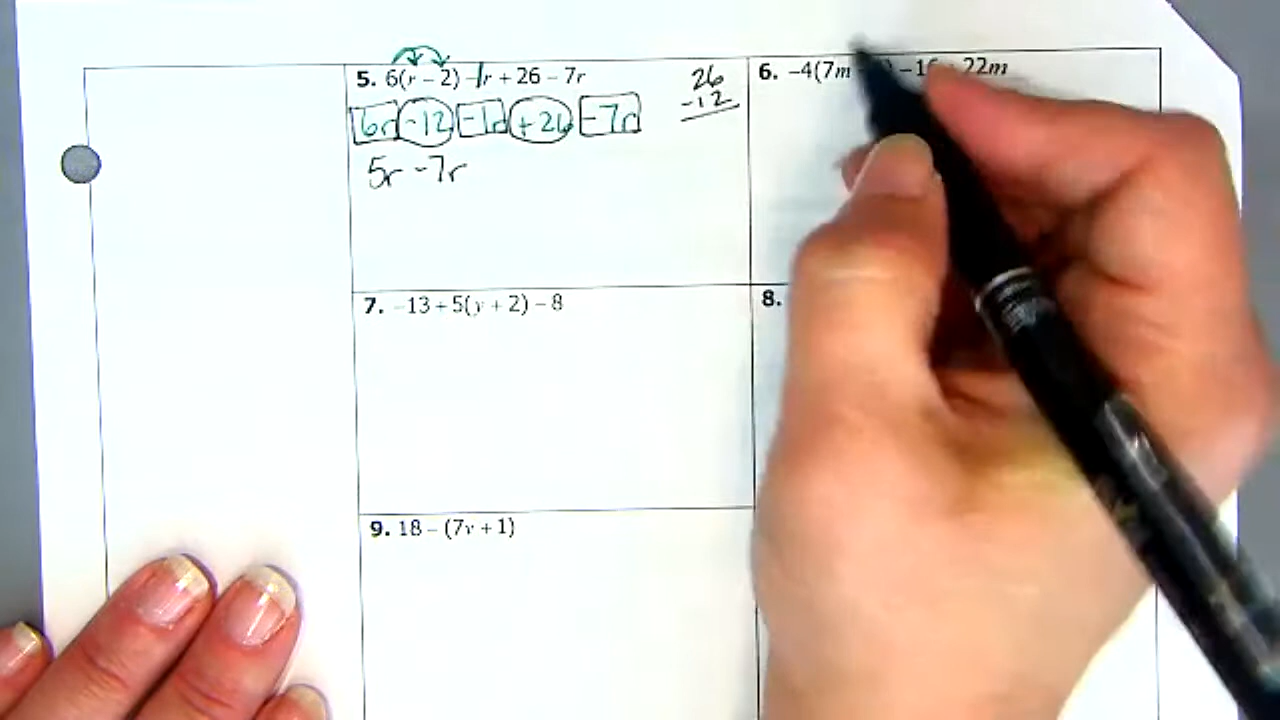 5. 6(r − 2) − 1r + 26 − 7r
6r −12 −1r +26 −7r
5r -7r
26
-12
6. −4(7m 22m
7. −13 + 5(v + 2) − 8
8.
9. 18 − (7v + 1)